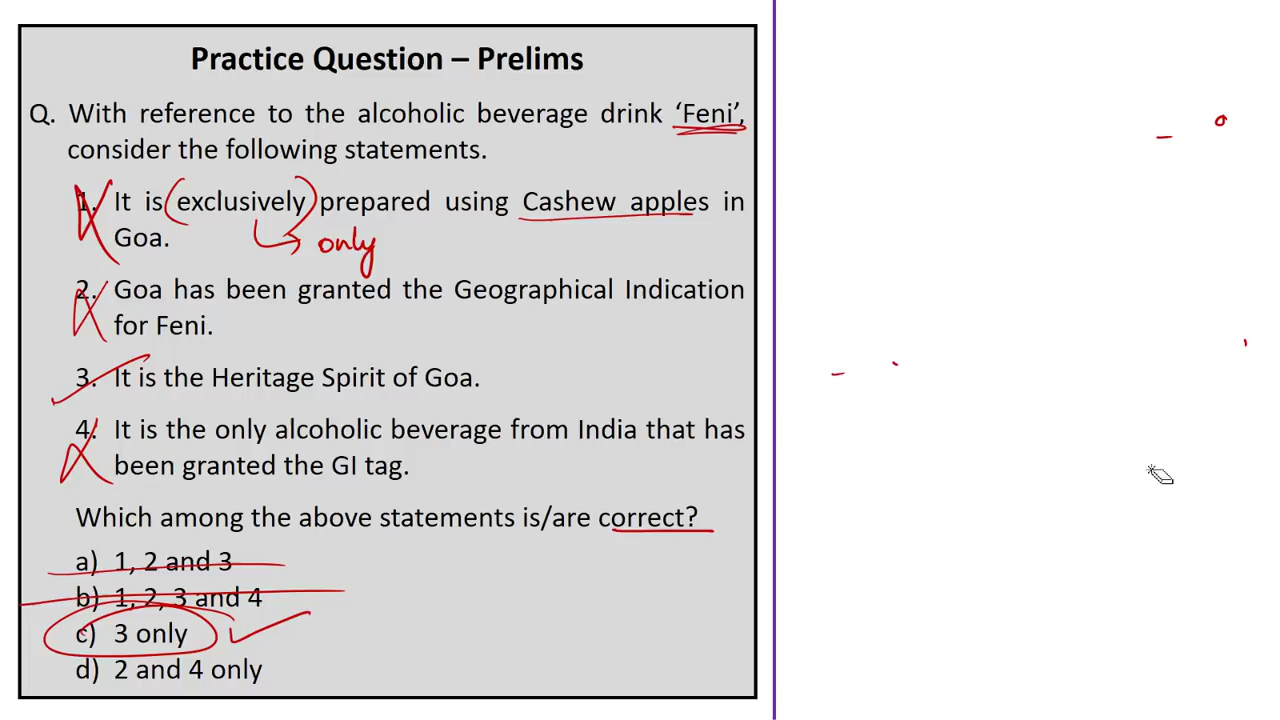 Practice Question – Prelims
Q. With reference to the alcoholic beverage drink ‘Feni’,
consider the following statements.
1. It is exclusively prepared using Cashew apples in
Goa.
only
2. Goa has been granted the Geographical Indication
for Feni.
3. It is the Heritage Spirit of Goa.
4. It is the only alcoholic beverage from India that has
been granted the GI tag.
Which among the above statements is/are correct?
a) 1, 2 and 3
b) 1, 2, 3 and 4
c) 3 only
d) 2 and 4 only